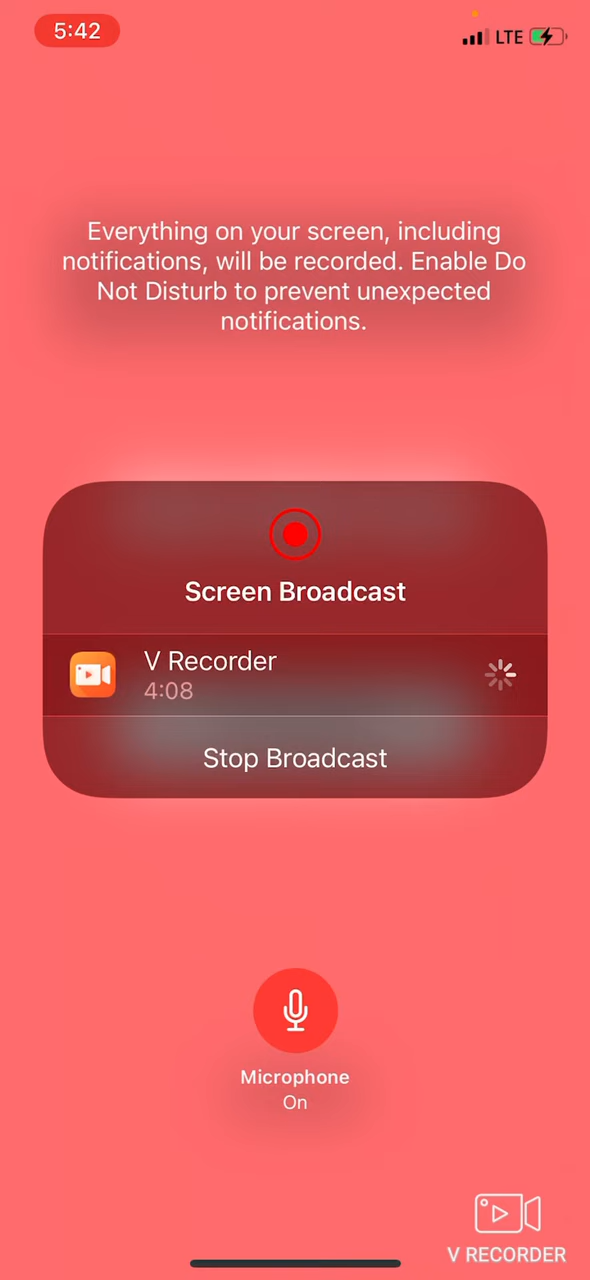 5:42
LTE
Everything on your screen, including
notifications, will be recorded. Enable Do
Not Disturb to prevent unexpected
notifications.
Screen Broadcast
V Recorder
4:08
Stop Broadcast
Microphone
On
V RECORDER